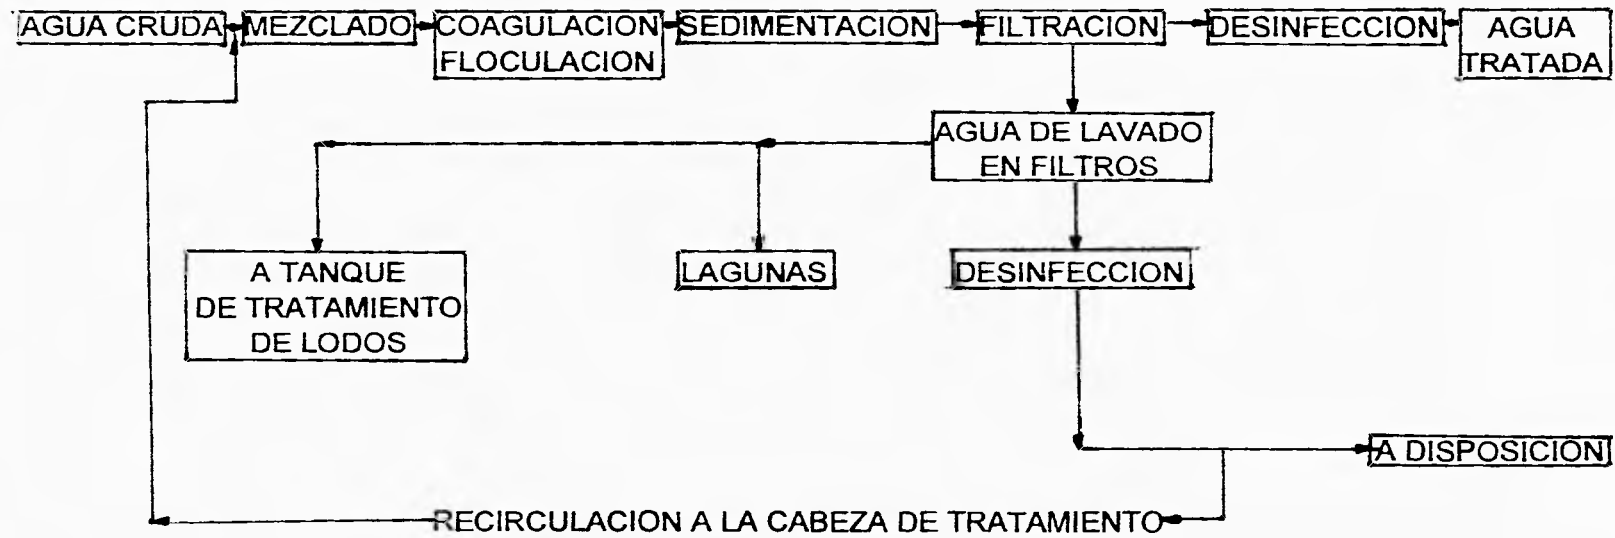 AGUA CRUDA
MEZCLADO
COAGULACION
FLOCULACION
SEDIMENTACION
FILTRACION
DESINFECCION
AGUA
TRATADA
AGUA DE LAVADO
EN FILTROS
A TANQUE
DE TRATAMIENTO
DE LODOS
LAGUNAS
DESINFECCION
A DISPOSICION
RECIRCULACION A LA CABEZA DE TRATAMIENTO